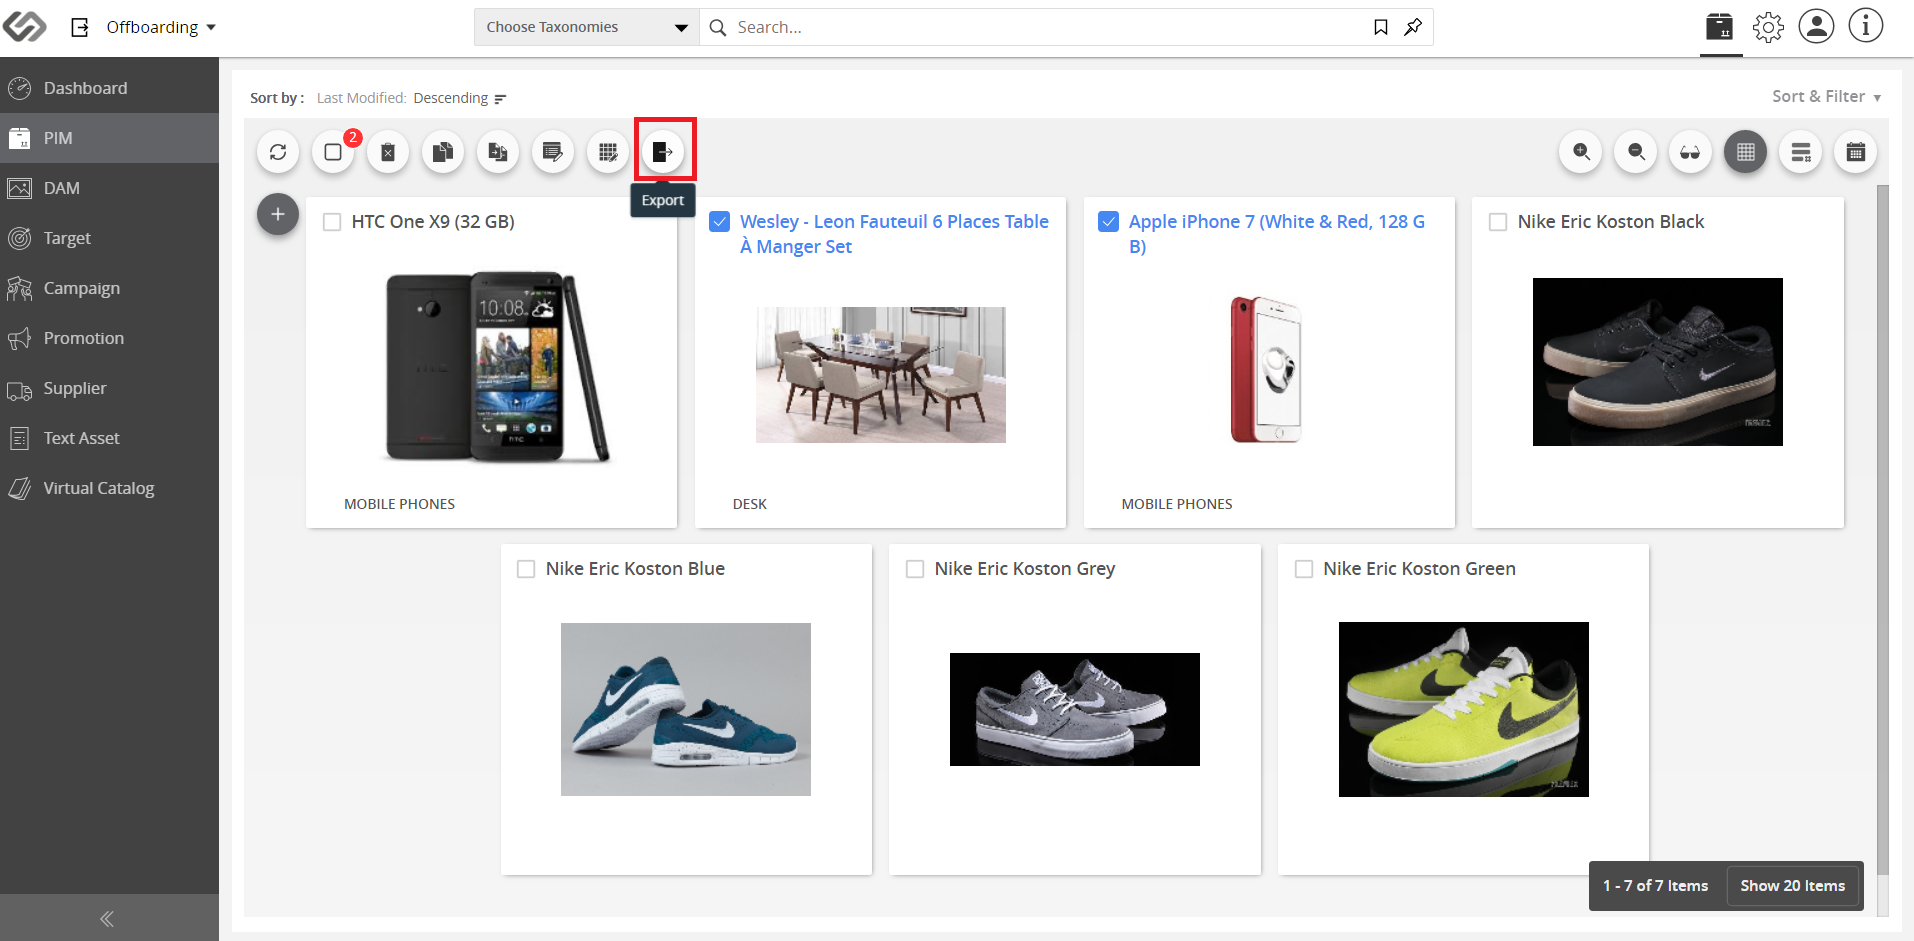 Offboarding
Choose Taxonomies
Search...
Dashboard
PIM
DAM
Target
Campaign
Promotion
Supplier
Text Asset
Virtual Catalog
Sort by : Last Modified: Descending
Sort & Filter
2
Export
HTC One X9 (32 GB)
MOBILE PHONES
Wesley - Leon Fauteuil 6 Places Table
À Manger Set
DESK
Apple iPhone 7 (White & Red, 128 G
B)
MOBILE PHONES
Nike Eric Koston Black
10:08
hTC
Nike Eric Koston Blue
Nike Eric Koston Grey
Nike Eric Koston Green
1 - 7 of 7 Items
Show 20 Items